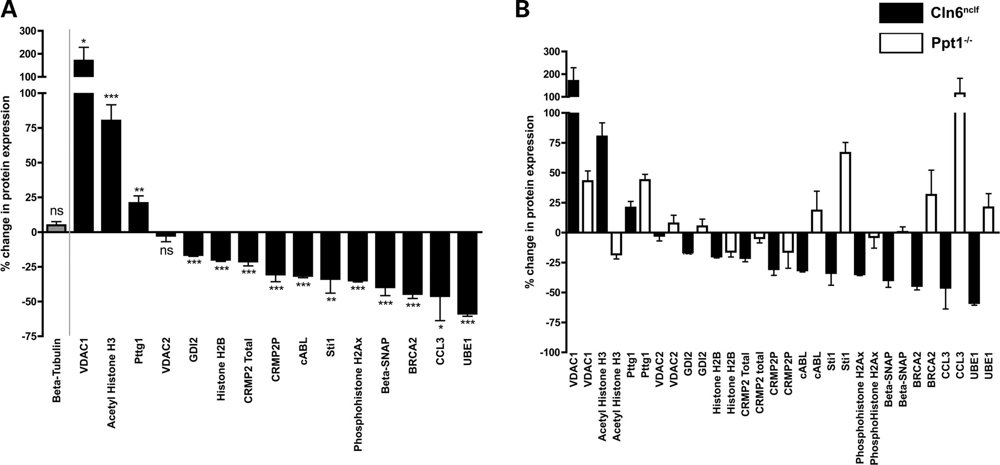 A
% change in protein expression
300
200
100
100
75
50
25
0
-25
-50
-75
ns
*
***
**
ns
***
***
***
***
***
**
***
***
***
*
***
Beta-Tubulin
VDAC1
Acetyl Histone H3
Pttg1
VDAC2
GDI2
Histone H2B
CRMP2 Total
CRMP2P
cABL
Sti1
Phosphohistone H2Ax
Beta-SNAP
BRCA2
CCL3
UBE1
B
Cln6nclf
Ppt1-/-
% change in protein expression
300
200
100
100
75
50
25
0
-25
-50
-75
-100
VDAC1
VDAC1
Acetyl Histone H3
Acetyl Histone H3
Pttg1
Pttg1
VDAC2
VDAC2
GDI2
GDI2
Histone H2B
Histone H2B
CRMP2 Total
CRMP2 total
CRMP2P
CRMP2P
cABL
cABL
Sti1
Sti1
Phosphohistone H2Ax
PhosphoHistone H2Ax
Beta-SNAP
Beta-SNAP
BRCA2
BRCA2
CCL3
CCL3
UBE1
UBE1